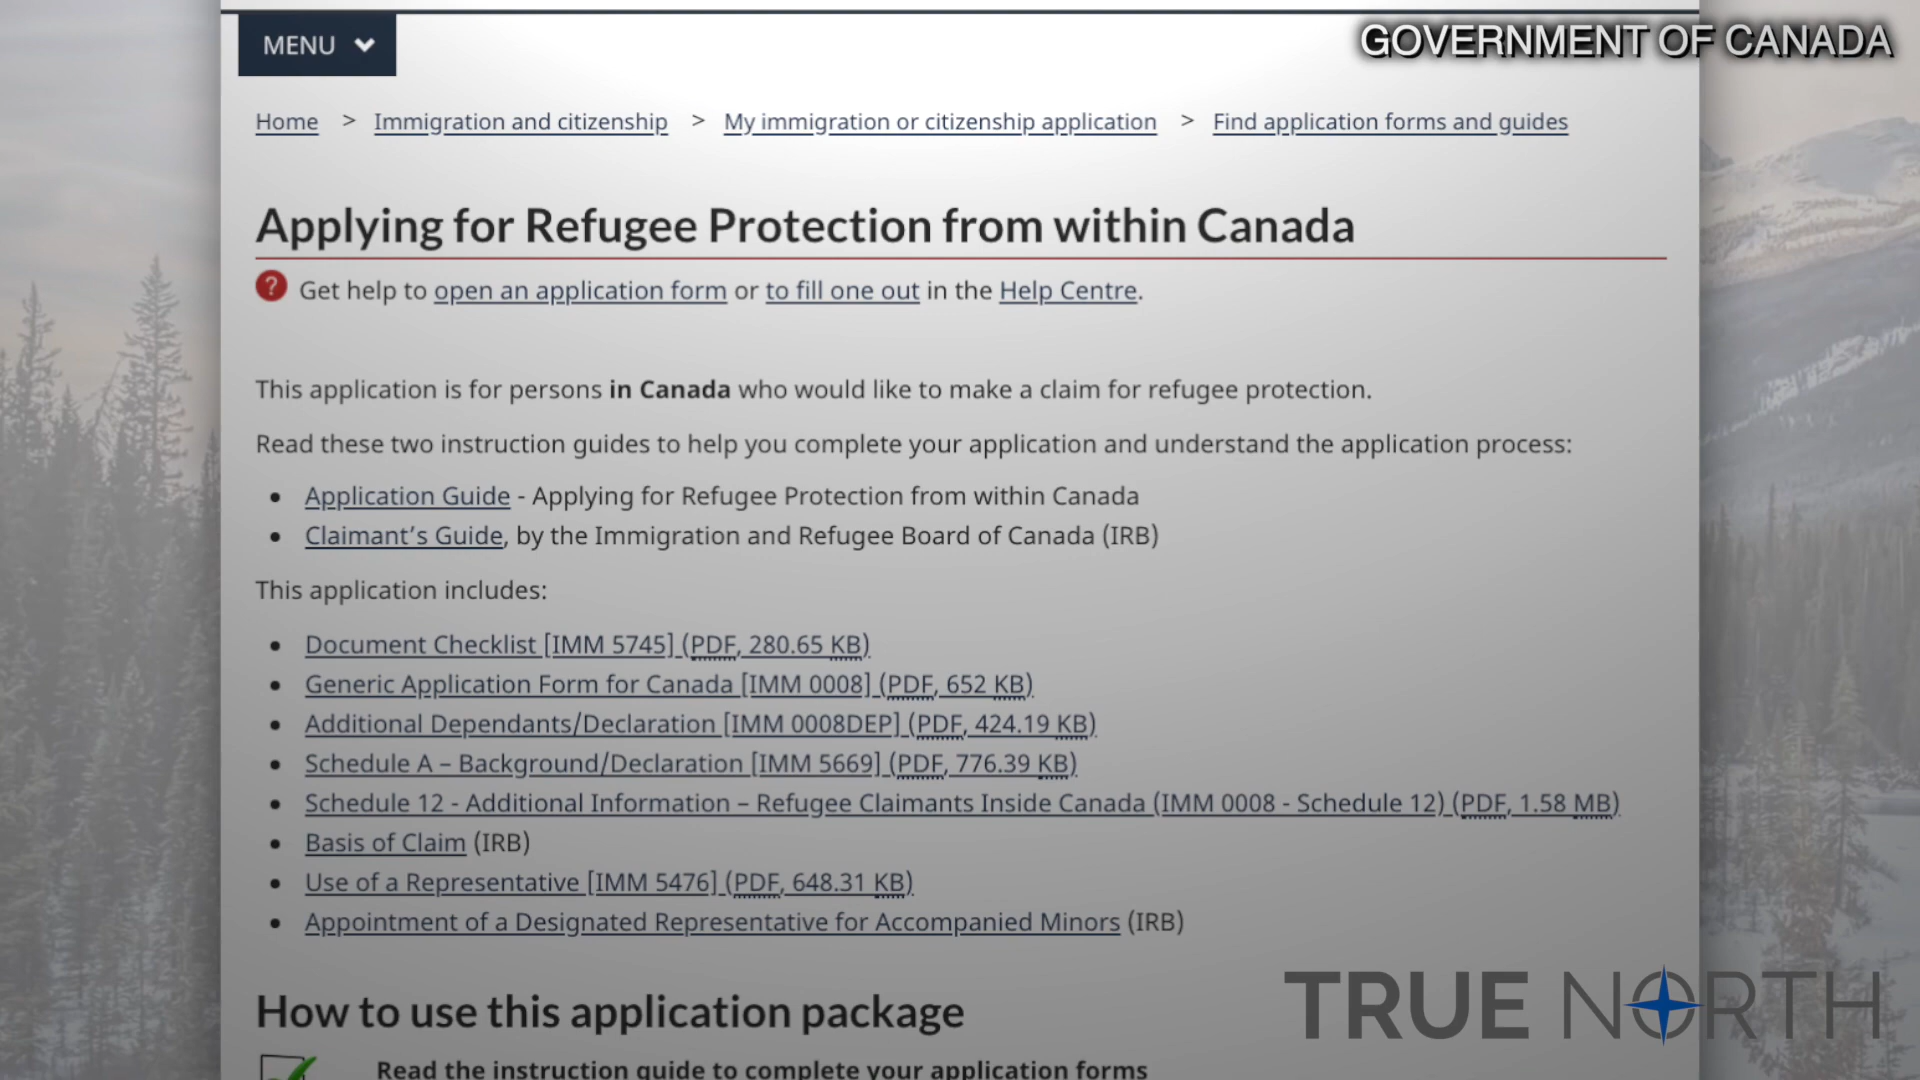 MENU
GOVERNMENT OF CANADA
Home > Immigration and citizenship > My immigration or citizenship application > Find application forms and guides
Applying for Refugee Protection from within Canada
? Get help to open an application form or to fill one out in the Help Centre.
This application is for persons in Canada who would like to make a claim for refugee protection.
Read these two instruction guides to help you complete your application and understand the application process:
• Application Guide - Applying for Refugee Protection from within Canada
• Claimant’s Guide, by the Immigration and Refugee Board of Canada (IRB)
This application includes:
• Document Checklist [IMM 5745] (PDF, 280.65 KB)
• Generic Application Form for Canada [IMM 0008] (PDF, 652 KB)
• Additional Dependants/Declaration [IMM 0008DEP] (PDF, 424.19 KB)
• Schedule A – Background/Declaration [IMM 5669] (PDF, 776.39 KB)
• Schedule 12 - Additional Information – Refugee Claimants Inside Canada (IMM 0008 - Schedule 12) (PDF, 1.58 MB)
• Basis of Claim (IRB)
• Use of a Representative [IMM 5476] (PDF, 648.31 KB)
• Appointment of a Designated Representative for Accompanied Minors (IRB)
How to use this application package
Read the instruction guide to complete your application forms
TRUE NORTH